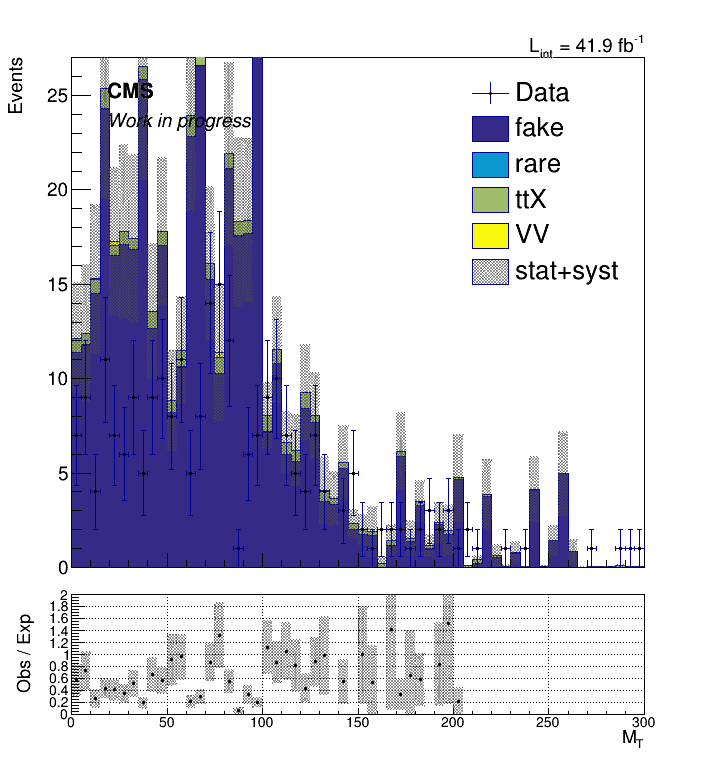 L_int = 41.9 fb^-1
Events
CMS
Work in progress
Data
fake
rare
ttX
VV
stat+syst
25
20
15
10
5
0
Obs / Exp
2
1.8
1.6
1.4
1.2
1
0.8
0.6
0.4
0.2
0
0 50 100 150 200 250 300
M_T